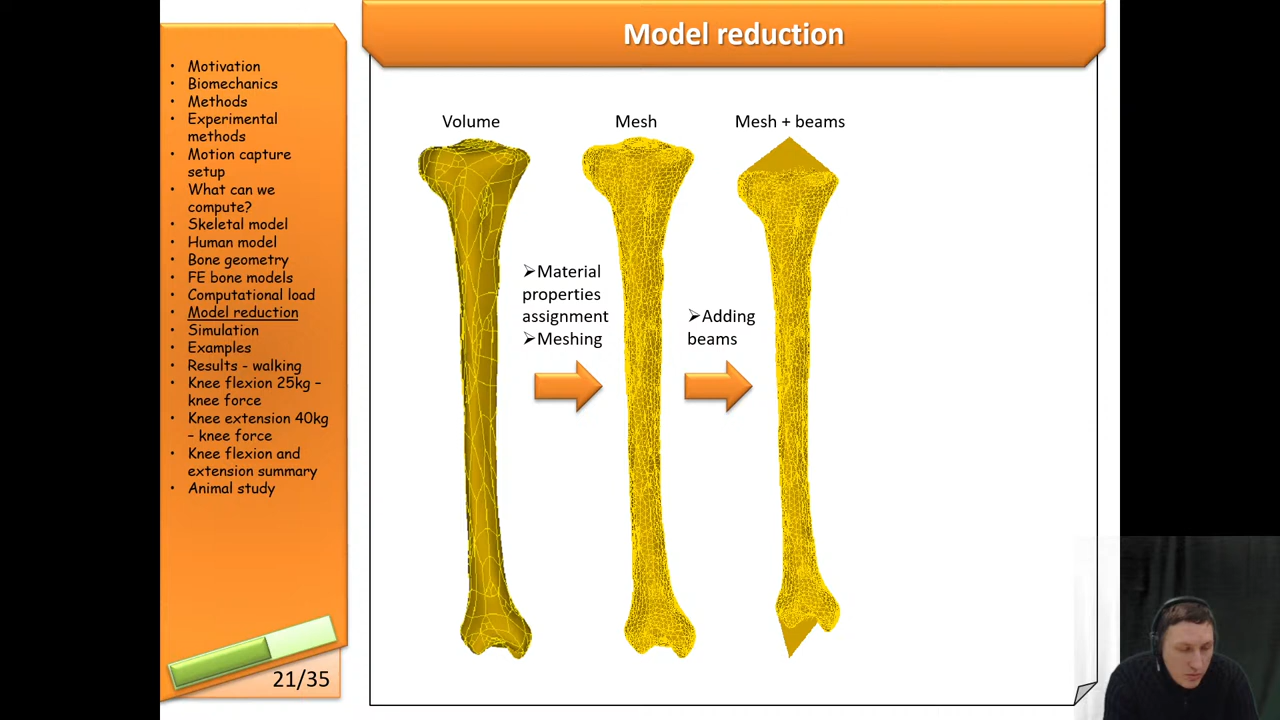 Model reduction
• Motivation
• Biomechanics
• Methods
• Experimental
methods
• Motion capture
setup
• What can we
compute?
• Skeletal model
• Human model
• Bone geometry
• FE bone models
• Computational load
• Model reduction
• Simulation
• Examples
• Results - walking
• Knee flexion 25kg –
knee force
• Knee extension 40kg
– knee force
• Knee flexion and
extension summary
• Animal study
21/35
Volume
➢Material
properties
assignment
➢Meshing
Mesh
➢Adding
beams
Mesh + beams